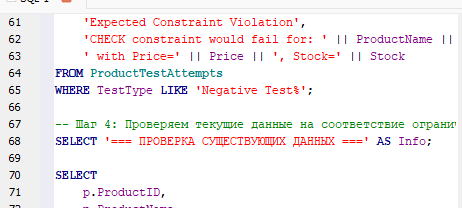 61 'Expected Constraint Violation',
62 'CHECK constraint would fail for: ' || ProductName ||
63 ' with Price=' || Price || ', Stock=' || Stock
64 FROM ProductTestAttempts
65 WHERE TestType LIKE 'Negative Test%';
66
67 -- Шаг 4: Проверяем текущие данные на соответствие огранич
68 SELECT '=== ПРОВЕРКА СУЩЕСТВУЮЩИХ ДАННЫХ ===' AS Info;
69
70 SELECT
71 p.ProductID,
72 p.ProductName